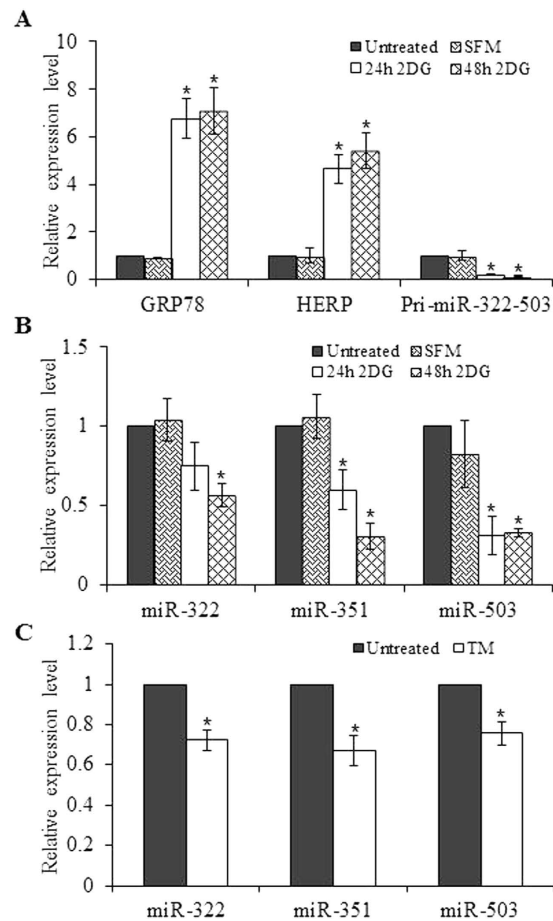 A
Relative expression level
10
8
6
4
2
0
Untreated SFM
24h 2DG 48h 2DG
* *
* *
* *
GRP78 HERP Pri-miR-322-503
B
Relative expression level
1.5
1
0.5
0
Untreated SFM
24h 2DG 48h 2DG
*
* *
* *
miR-322 miR-351 miR-503
C
Relative expression level
1.2
1
0.8
0.6
0.4
0.2
0
Untreated TM
* * *
miR-322 miR-351 miR-503